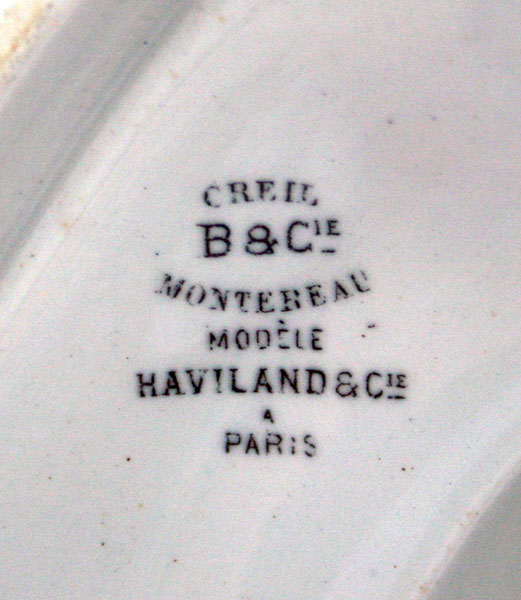 CREIL
B & CIE
MONTEREAU
MODÈLE
HAVILAND & CIE
A
PARIS